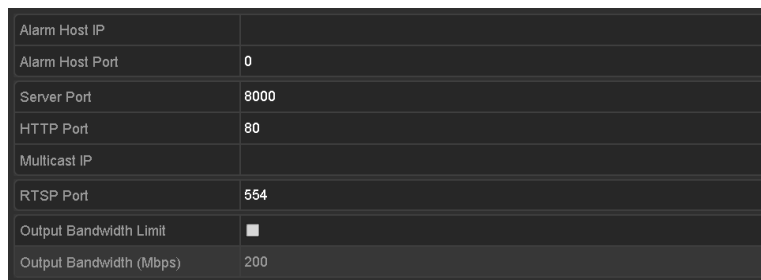 Alarm Host IP
Alarm Host Port 0
Server Port 8000
HTTP Port 80
Multicast IP
RTSP Port 554
Output Bandwidth Limit
Output Bandwidth (Mbps) 200